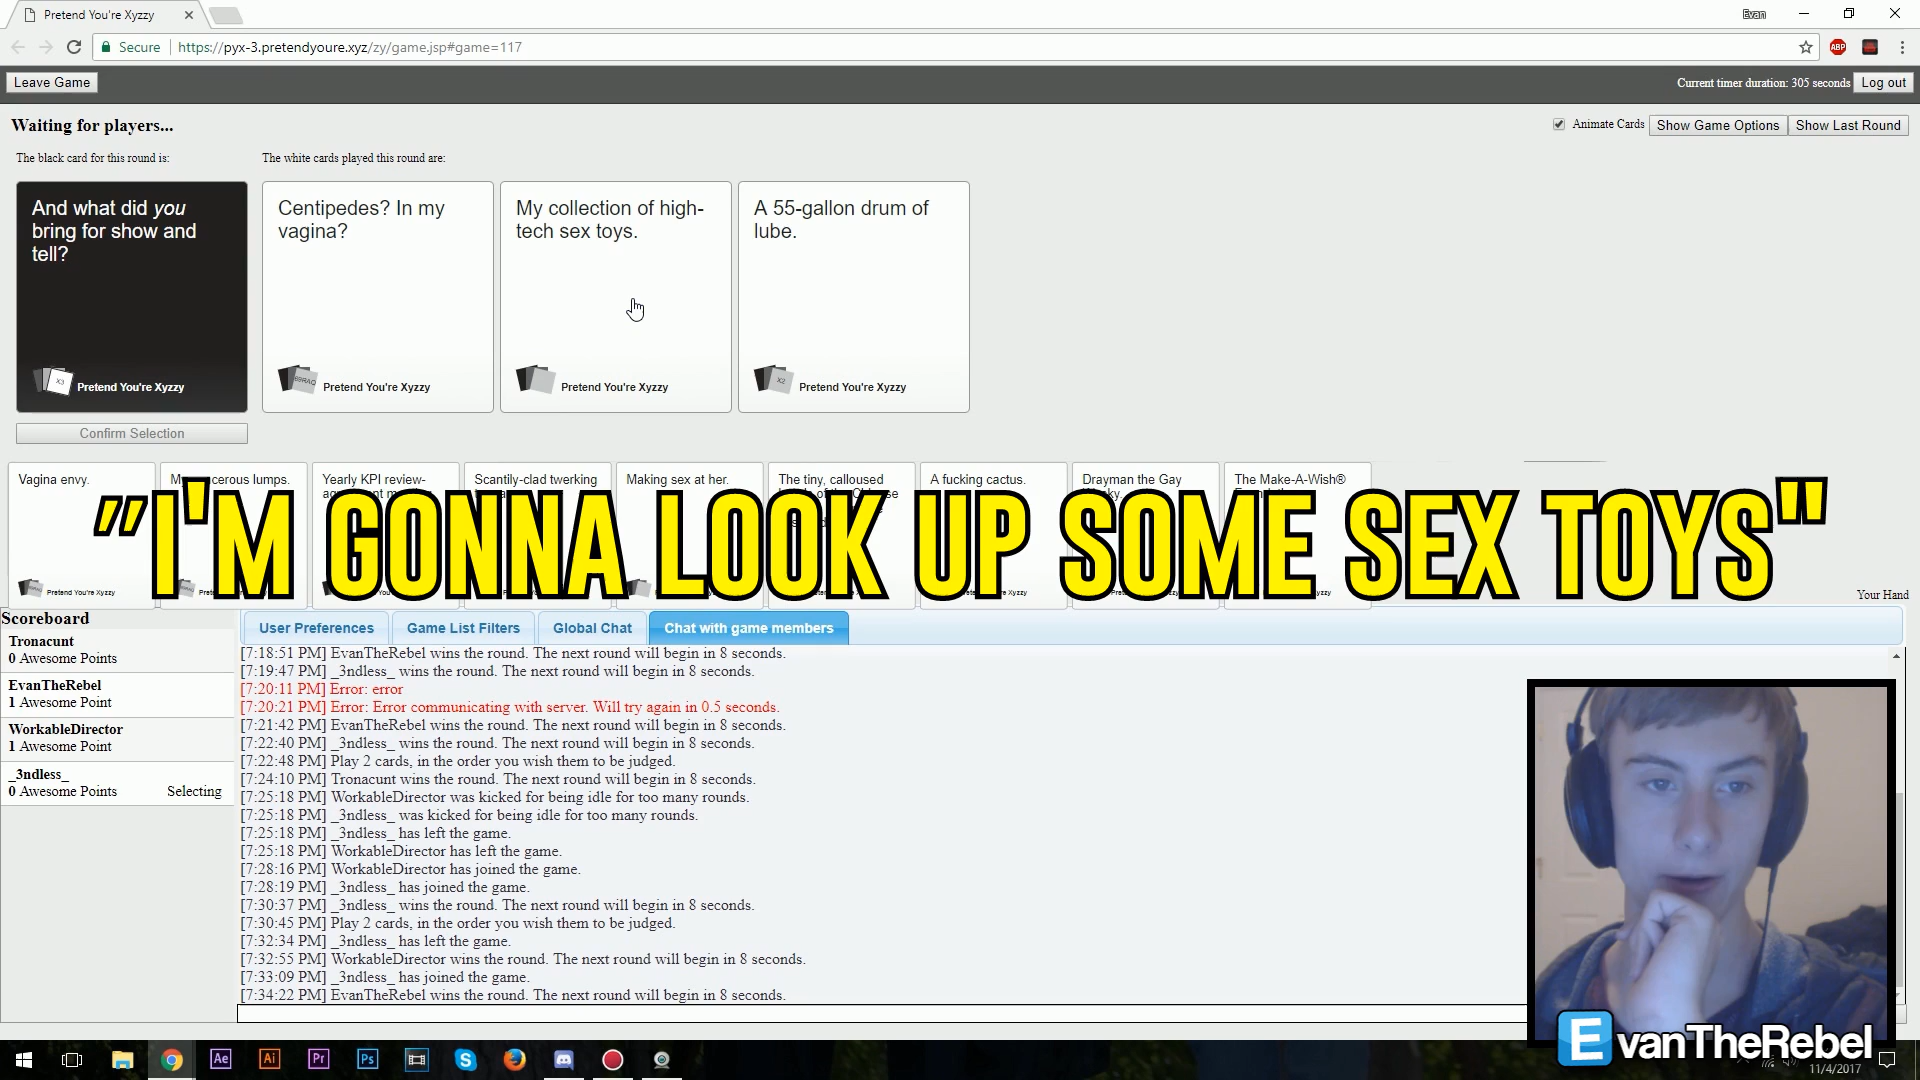 Pretend You're Xyzzy
Evan
Secure
https://pyx-3.pretendyoure.xyz/zy/game.jsp#game=117
ABP
Leave Game
Current timer duration: 305 seconds
Log out
Waiting for players...
Animate Cards
Show Game Options
Show Last Round
The black card for this round is:
The white cards played this round are:
And what did you
bring for show and
tell?
X3
Pretend You're Xyzzy
Centipedes? In my
vagina?
Pretend You're Xyzzy
My collection of high-
tech sex toys.
Pretend You're Xyzzy
A 55-gallon drum of
lube.
X2
Pretend You're Xyzzy
Confirm Selection
Vagina envy.
Pretend You're Xyzzy
lumps.
Yearly KPI review-
Scantily-clad twerking
Making sex at her.
The tiny, calloused
A fucking cactus.
Drayman the Gay
The Make-A-Wish®
"I'M GONNA LOOK UP SOME SEX TOYS"
Your Hand
Scoreboard
Tronacunt
0 Awesome Points
EvanTheRebel
1 Awesome Point
WorkableDirector
1 Awesome Point
_3ndless_
0 Awesome Points
Selecting
User Preferences
Game List Filters
Global Chat
Chat with game members
[7:18:51 PM] EvanTheRebel wins the round. The next round will begin in 8 seconds.
[7:19:47 PM] _3ndless_ wins the round. The next round will begin in 8 seconds.
[7:20:11 PM] Error: error
[7:20:21 PM] Error: Error communicating with server. Will try again in 0.5 seconds.
[7:21:42 PM] EvanTheRebel wins the round. The next round will begin in 8 seconds.
[7:22:40 PM] _3ndless_ wins the round. The next round will begin in 8 seconds.
[7:22:48 PM] Play 2 cards, in the order you wish them to be judged.
[7:24:10 PM] Tronacunt wins the round. The next round will begin in 8 seconds.
[7:25:18 PM] WorkableDirector was kicked for being idle for too many rounds.
[7:25:18 PM] _3ndless_ was kicked for being idle for too many rounds.
[7:25:18 PM] _3ndless_ has left the game.
[7:25:18 PM] WorkableDirector has left the game.
[7:28:16 PM] WorkableDirector has joined the game.
[7:28:19 PM] _3ndless_ has joined the game.
[7:30:37 PM] _3ndless_ wins the round. The next round will begin in 8 seconds.
[7:30:45 PM] Play 2 cards, in the order you wish them to be judged.
[7:32:34 PM] _3ndless_ has left the game.
[7:32:55 PM] WorkableDirector wins the round. The next round will begin in 8 seconds.
[7:33:09 PM] _3ndless_ has joined the game.
[7:34:22 PM] EvanTheRebel wins the round. The next round will begin in 8 seconds.
EvanTheRebel
Ae
Ai
Pr
Ps
11/4/2017